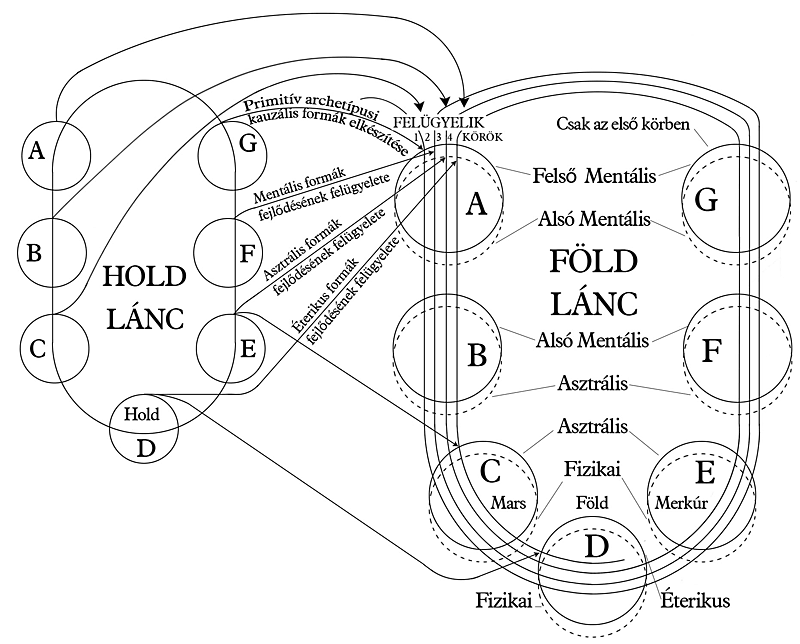 Primitív archetípusi
kauzális formák elkészítése
FELÜGYELIK
1 2 3 4 KÖRÖK
Csak az első körben
A
G
Mentális formák
fejlődésének felügyelete
Felső Mentális
A
G
B
F
Asztrális formák
fejlődésének felügyelete
Alsó Mentális
HOLD
LÁNC
FÖLD
LÁNC
Éterikus formák
fejlődésének felügyelete
C
E
B
Alsó Mentális
F
Asztrális
Hold
D
Asztrális
C
Mars
Fizikai
E
Merkúr
Föld
D
Fizikai
Éterikus